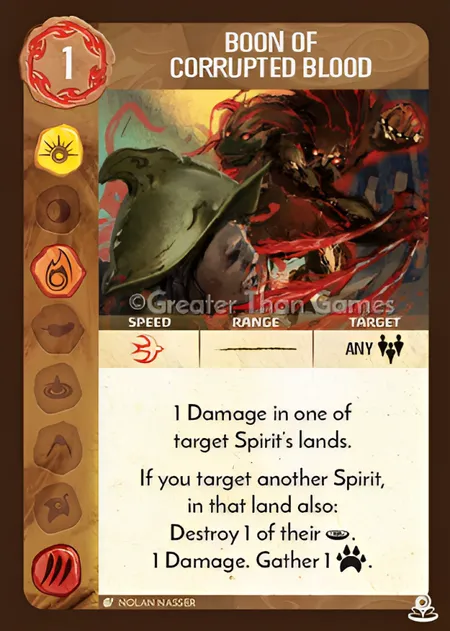 1
BOON OF
CORRUPTED BLOOD
©Greater Than Games
SPEED RANGE TARGET
ANY
1 Damage in one of
target Spirit's lands.
If you target another Spirit,
in that land also:
Destroy 1 of their .
1 Damage. Gather 1 .
NOLAN NASSER